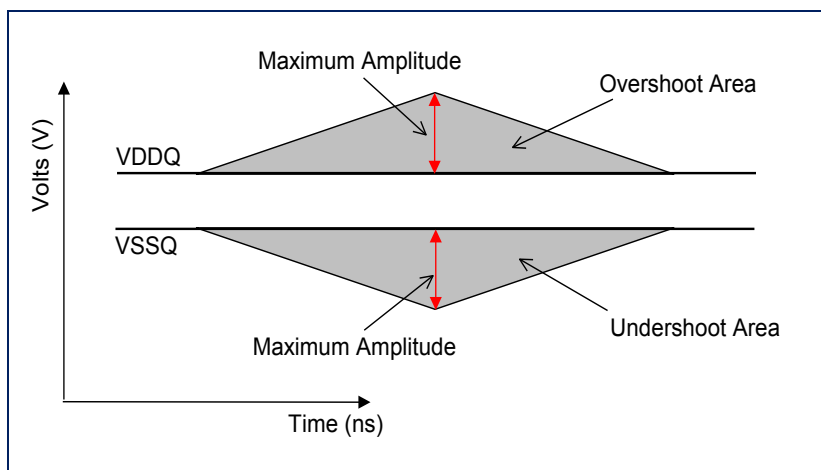 Maximum Amplitude
Overshoot Area
Volts (V)
VDDQ
VSSQ
Undershoot Area
Maximum Amplitude
Time (ns)